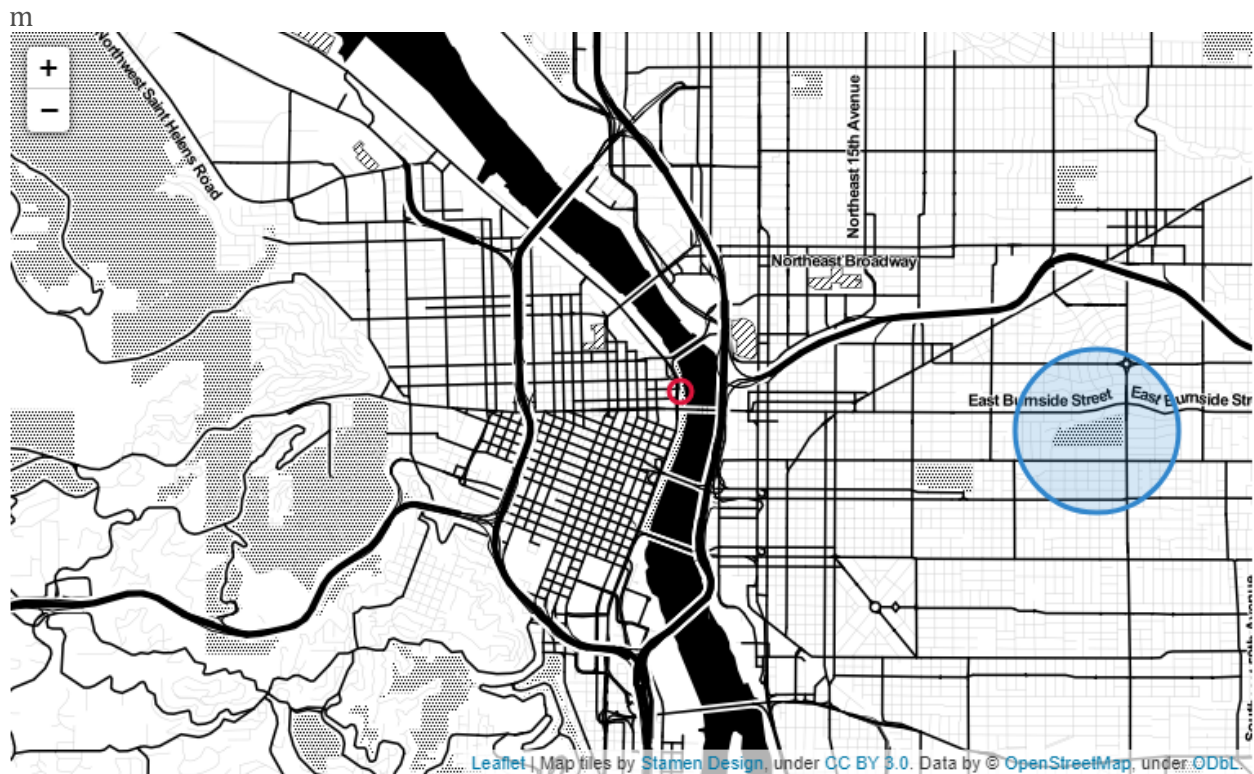 m
+
−
Northwest Saint Helens Road
Northeast 15th Avenue
Northeast Broadway
East Burnside Street
East Burnside Str
Leaflet | Map tiles by Stamen Design, under CC BY 3.0. Data by © OpenStreetMap, under ODbL.